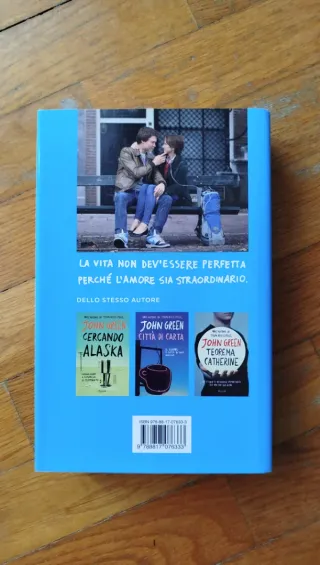 LA VITA NON DEV'ESSERE PERFETTA
PERCHÉ L'AMORE SIA STRAORDINARIO.
DELLO STESSO AUTORE
JOHN GREEN
CERCANDO
ALASKA
JOHN GREEN
CITTÀ DI CARTA
JOHN GREEN
TEOREMA
CATHERINE